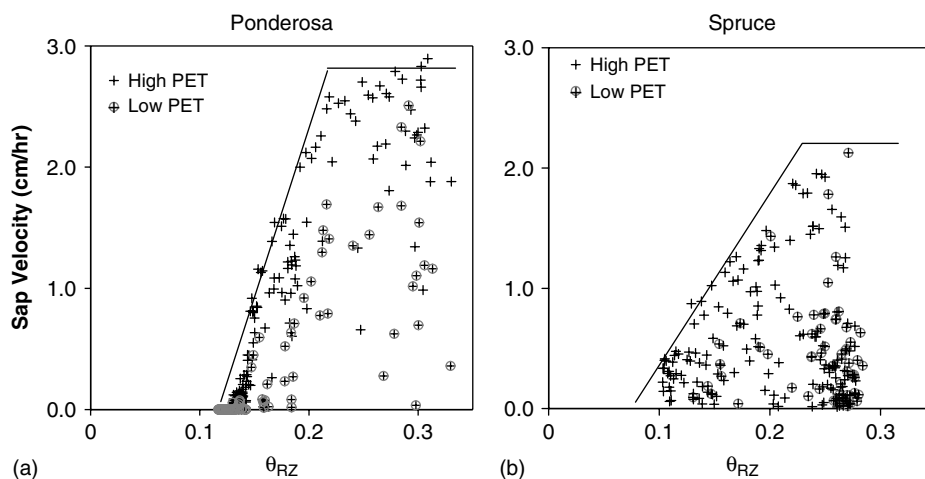 Ponderosa
3.0
2.0
1.0
0.0
Sap Velocity (cm/hr)
+ High PET
⊕ Low PET
0
0.1
0.2
0.3
(a)
θRZ
Spruce
3.0
2.0
1.0
0.0
+ High PET
⊕ Low PET
0
0.1
0.2
0.3
(b)
θRZ